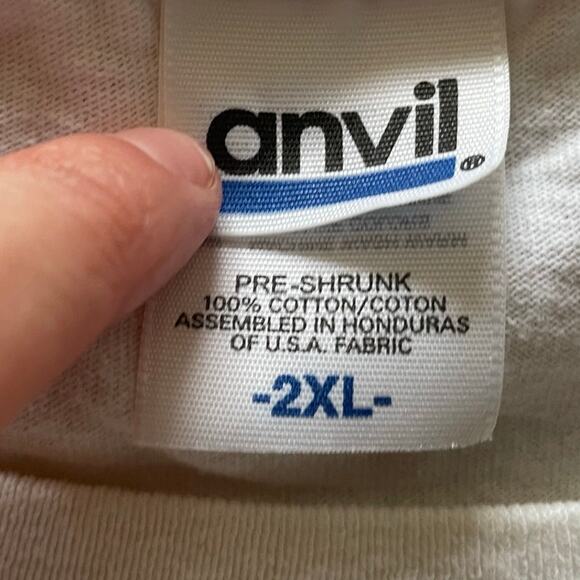 anvil®
PRE-SHRUNK
100% COTTON/COTON
ASSEMBLED IN HONDURAS
OF U.S.A. FABRIC
-2XL-